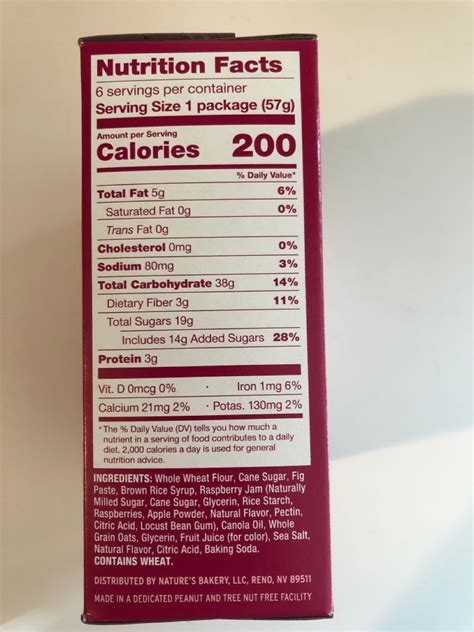 Nutrition Facts
6 servings per container
Serving Size 1 package (57g)
Amount per Serving
Calories 200
% Daily Value*
Total Fat 5g 6%
Saturated Fat 0g 0%
Trans Fat 0g
Cholesterol 0mg 0%
Sodium 80mg 3%
Total Carbohydrate 38g 14%
Dietary Fiber 3g 11%
Total Sugars 19g
Includes 14g Added Sugars 28%
Protein 3g
Vit. D 0mcg 0% · Iron 1mg 6%
Calcium 21mg 2% · Potas. 130mg 2%
*The % Daily Value (DV) tells you how much a
nutrient in a serving of food contributes to a daily
diet. 2,000 calories a day is used for general
nutrition advice.
INGREDIENTS: Whole Wheat Flour, Cane Sugar, Fig
Paste, Brown Rice Syrup, Raspberry Jam (Naturally
Milled Sugar, Cane Sugar, Glycerin, Rice Starch,
Raspberries, Apple Powder, Natural Flavor, Pectin,
Citric Acid, Locust Bean Gum), Canola Oil, Whole
Grain Oats, Glycerin, Fruit Juice (for color), Sea Salt,
Natural Flavor, Citric Acid, Baking Soda.
CONTAINS WHEAT.
DISTRIBUTED BY NATURE'S BAKERY, LLC, RENO, NV 89511
MADE IN A DEDICATED PEANUT AND TREE NUT FREE FACILITY